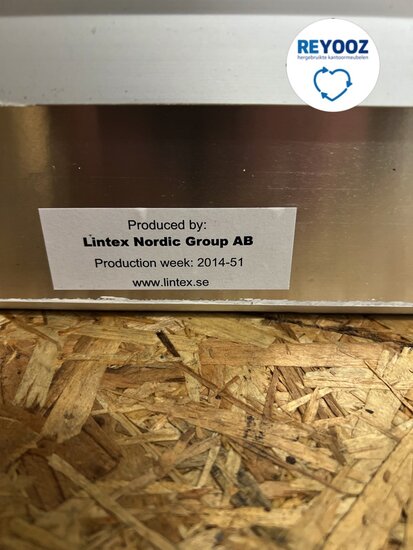 REYOOZ
hergebruikte kantoormeubelen
Produced by:
Lintex Nordic Group AB
Production week: 2014-51
www.lintex.se